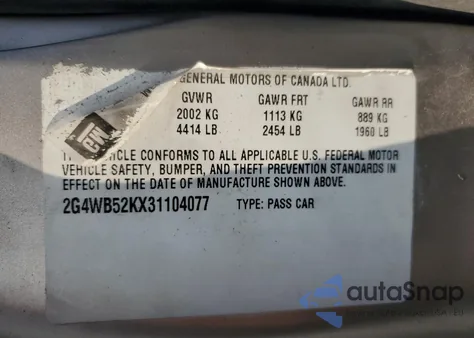 GM
GENERAL MOTORS OF CANADA LTD.
GVWR GAWR FRT GAWR RR
2002 KG 1113 KG 889 KG
4414 LB 2454 LB 1960 LB
VEHICLE CONFORMS TO ALL APPLICABLE U.S. FEDERAL MOTOR
VEHICLE SAFETY, BUMPER, AND THEFT PREVENTION STANDARDS IN
EFFECT ON THE DATE OF MANUFACTURE SHOWN ABOVE.
2G4WB52KX31104077 TYPE: PASS CAR
autoSnap